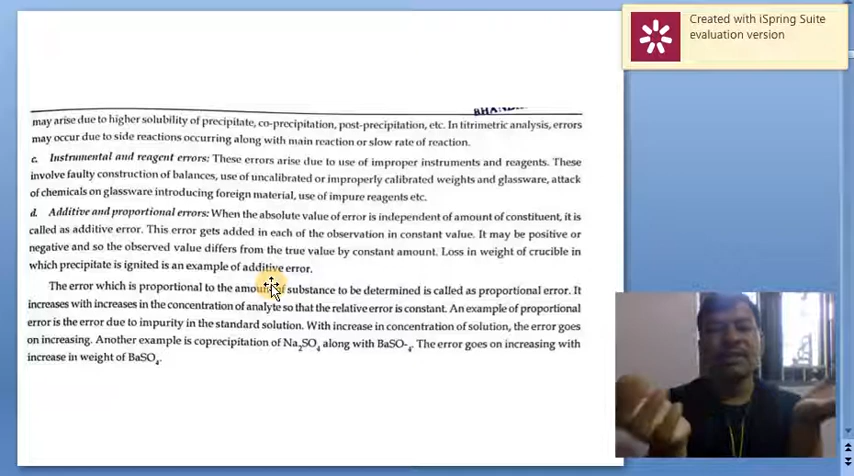 Created with iSpring Suite
evaluation version
may arise due to higher solubility of precipitate, co-precipitation, post-precipitation, etc. In titrimetric analysis, errors
may occur due to side reactions occurring along with main reaction or slow rate of reaction.
c. Instrumental and reagent errors: These errors arise due to use of improper instruments and reagents. These
involve faulty construction of balances, use of uncalibrated or improperly calibrated weights and glassware, attack
of chemicals on glassware introducing foreign material, use of impure reagents etc.
d. Additive and proportional errors: When the absolute value of error is independent of amount of constituent, it is
called as additive error. This error gets added in each of the observation in constant value. It may be positive or
negative and so the observed value differs from the true value by constant amount. Loss in weight of crucible in
which precipitate is ignited is an example of additive error.
The error which is proportional to the amount of substance to be determined is called as proportional error. It
increases with increases in the concentration of analyte so that the relative error is constant. An example of proportional
error is the error due to impurity in the standard solution. With increase in concentration of solution, the error goes
on increasing. Another example is coprecipitation of Na₂SO₄ along with BaSO-₄. The error goes on increasing with
increase in weight of BaSO₄.